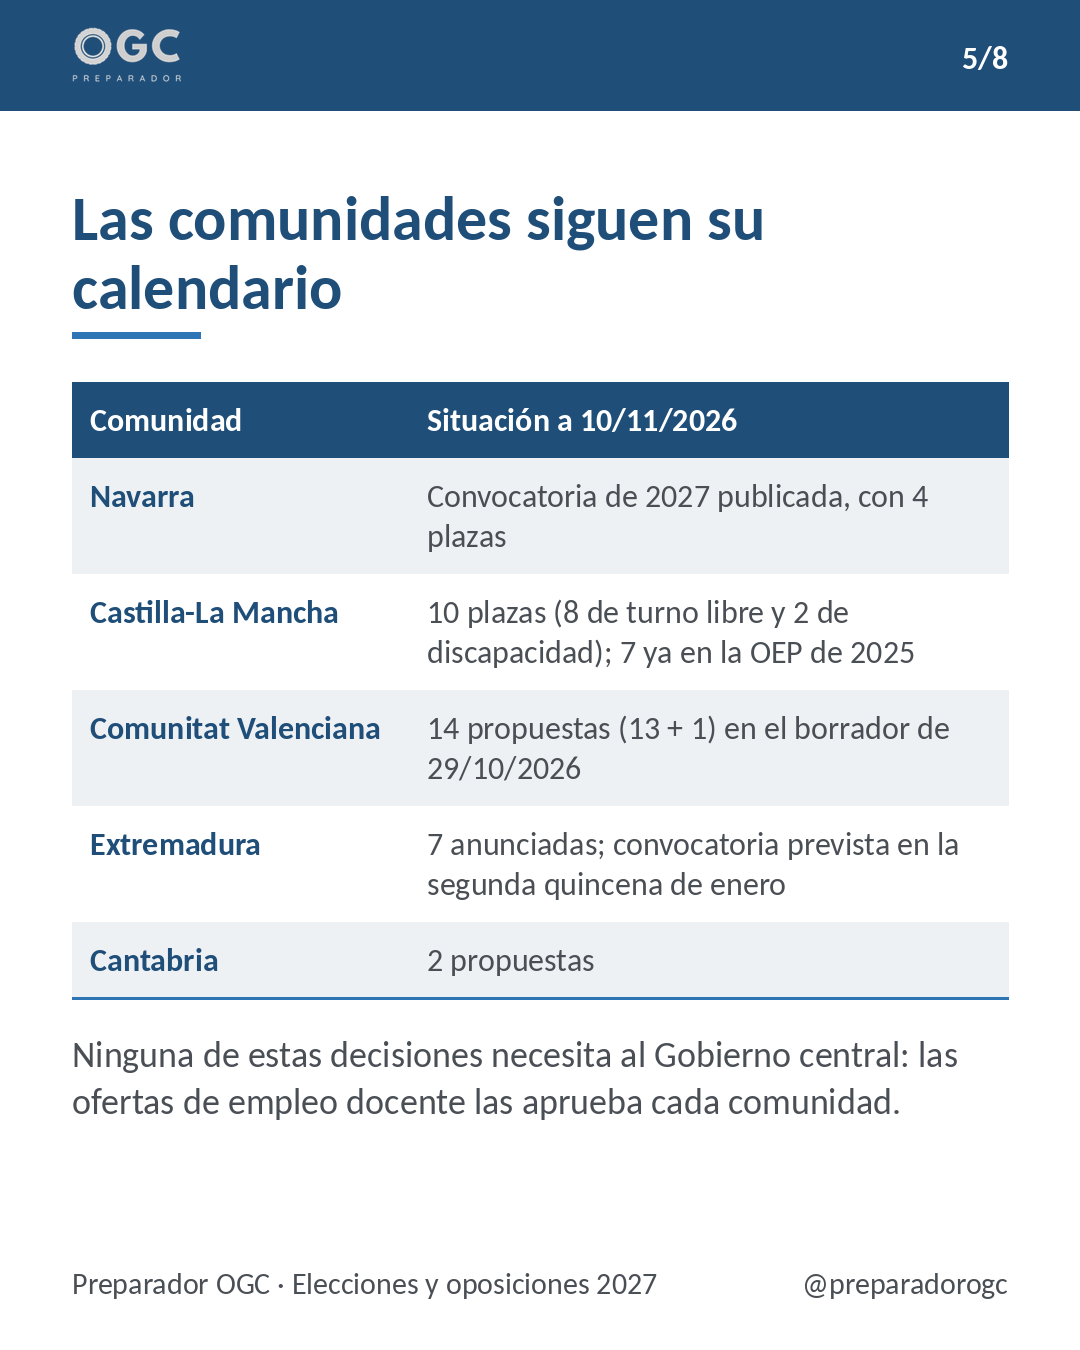 OGC
PREPARADOR
5/8
Las comunidades siguen su
calendario
Comunidad
Situación a 10/11/2026
Navarra
Convocatoria de 2027 publicada, con 4
plazas
Castilla-La Mancha
10 plazas (8 de turno libre y 2 de
discapacidad); 7 ya en la OEP de 2025
Comunitat Valenciana
14 propuestas (13 + 1) en el borrador de
29/10/2026
Extremadura
7 anunciadas; convocatoria prevista en la
segunda quincena de enero
Cantabria
2 propuestas
Ninguna de estas decisiones necesita al Gobierno central: las
ofertas de empleo docente las aprueba cada comunidad.
Preparador OGC · Elecciones y oposiciones 2027
@preparadorogc